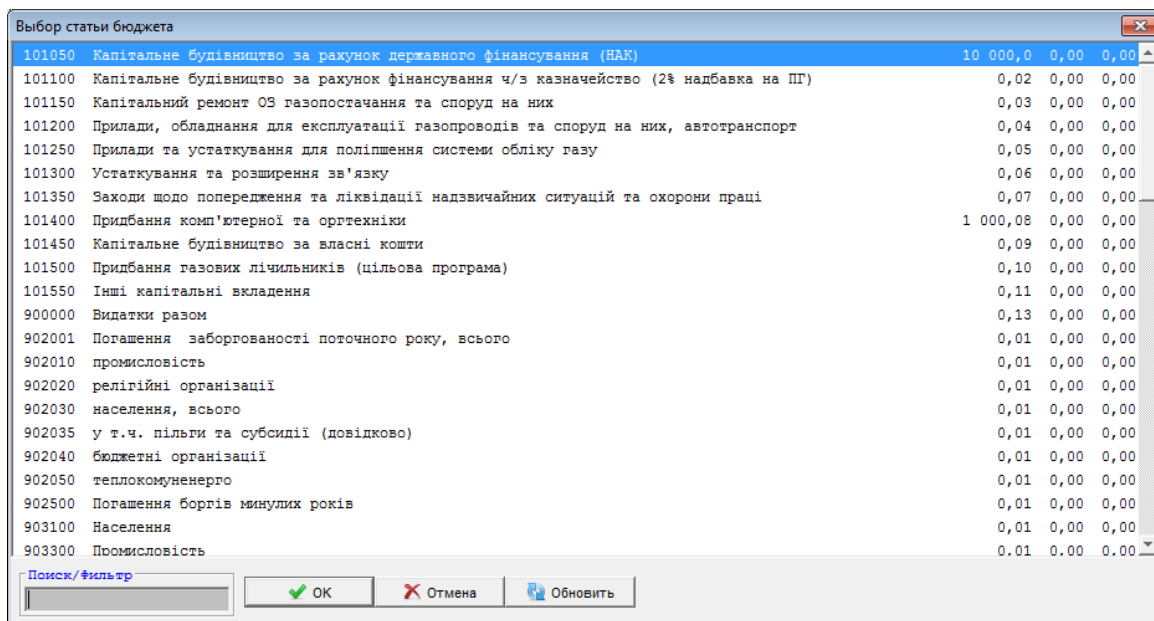 Выбор статьи бюджета
101050 Капітальне будівництво за рахунок державного фінансування (НАК) 10 000,0 0,00 0,00
101100 Капітальне будівництво за рахунок фінансування ч/з казначейство (2% надбавка на ПГ) 0,02 0,00 0,00
101150 Капітальний ремонт ОЗ газопостачання та споруд на них 0,03 0,00 0,00
101200 Прилади, обладнання для експлуатації газопроводів та споруд на них, автотранспорт 0,04 0,00 0,00
101250 Прилади та устаткування для поліпшення системи обліку газу 0,05 0,00 0,00
101300 Устаткування та розширення зв'язку 0,06 0,00 0,00
101350 Заходи щодо попередження та ліквідації надзвичайних ситуацій та охорони праці 0,07 0,00 0,00
101400 Придбання комп'ютерної та оргтехніки 1 000,08 0,00 0,00
101450 Капітальне будівництво за власні кошти 0,09 0,00 0,00
101500 Придбання газових лічильників (цільова програма) 0,10 0,00 0,00
101550 Інші капітальні вкладення 0,11 0,00 0,00
900000 Видатки разом 0,13 0,00 0,00
902001 Погашення заборгованості поточного року, всього 0,01 0,00 0,00
902010 промисловість 0,01 0,00 0,00
902020 релігійні організації 0,01 0,00 0,00
902030 населення, всього 0,01 0,00 0,00
902035 у т.ч. пільги та субсидії (довідково) 0,01 0,00 0,00
902040 бюджетні організації 0,01 0,00 0,00
902050 теплокомуненерго 0,01 0,00 0,00
902500 Погашення боргів минулих років 0,01 0,00 0,00
903100 Населення 0,01 0,00 0,00
903300 Промисловість 0,01 0,00 0,00
Поиск/Фильтр
ОК Отмена Обновить